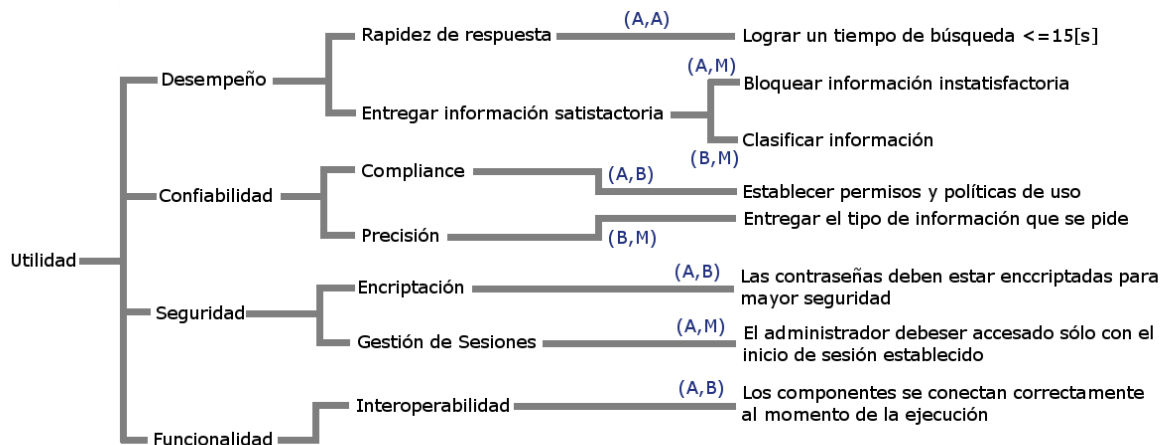 Rapidez de respuesta
(A,A)
Lograr un tiempo de búsqueda <=15[s]
Desempeño
(A,M)
Bloquear información instatisfactoria
Entregar información satistactoria
Clasificar información
(B,M)
Compliance
(A,B)
Establecer permisos y políticas de uso
Confiabilidad
Entregar el tipo de información que se pide
Precisión
(B,M)
Utilidad
Encriptación
(A,B)
Las contraseñas deben estar enccriptadas para
mayor seguridad
Seguridad
Gestión de Sesiones
(A,M)
El administrador debeser accesado sólo con el
inicio de sesión establecido
Interoperabilidad
(A,B)
Los componentes se conectan correctamente
al momento de la ejecución
Funcionalidad